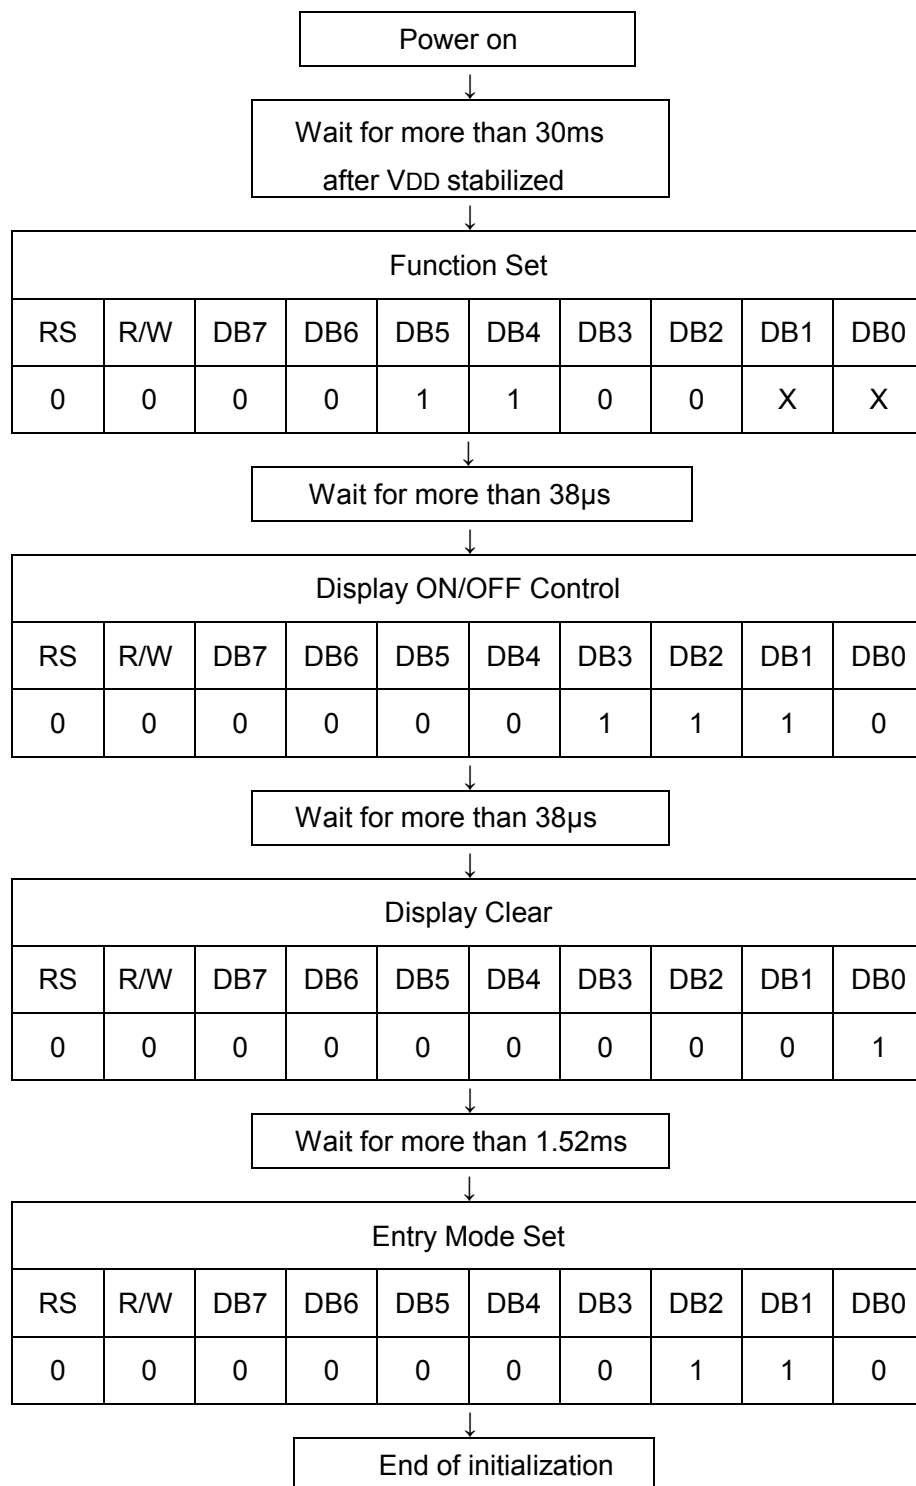 Power on
↓
Wait for more than 30ms
after VDD stabilized
↓
Function Set
RS R/W DB7 DB6 DB5 DB4 DB3 DB2 DB1 DB0
0 0 0 0 1 1 0 0 X X
↓
Wait for more than 38µs
↓
Display ON/OFF Control
RS R/W DB7 DB6 DB5 DB4 DB3 DB2 DB1 DB0
0 0 0 0 0 0 1 1 1 0
↓
Wait for more than 38µs
↓
Display Clear
RS R/W DB7 DB6 DB5 DB4 DB3 DB2 DB1 DB0
0 0 0 0 0 0 0 0 0 1
↓
Wait for more than 1.52ms
↓
Entry Mode Set
RS R/W DB7 DB6 DB5 DB4 DB3 DB2 DB1 DB0
0 0 0 0 0 0 0 1 1 0
↓
End of initialization